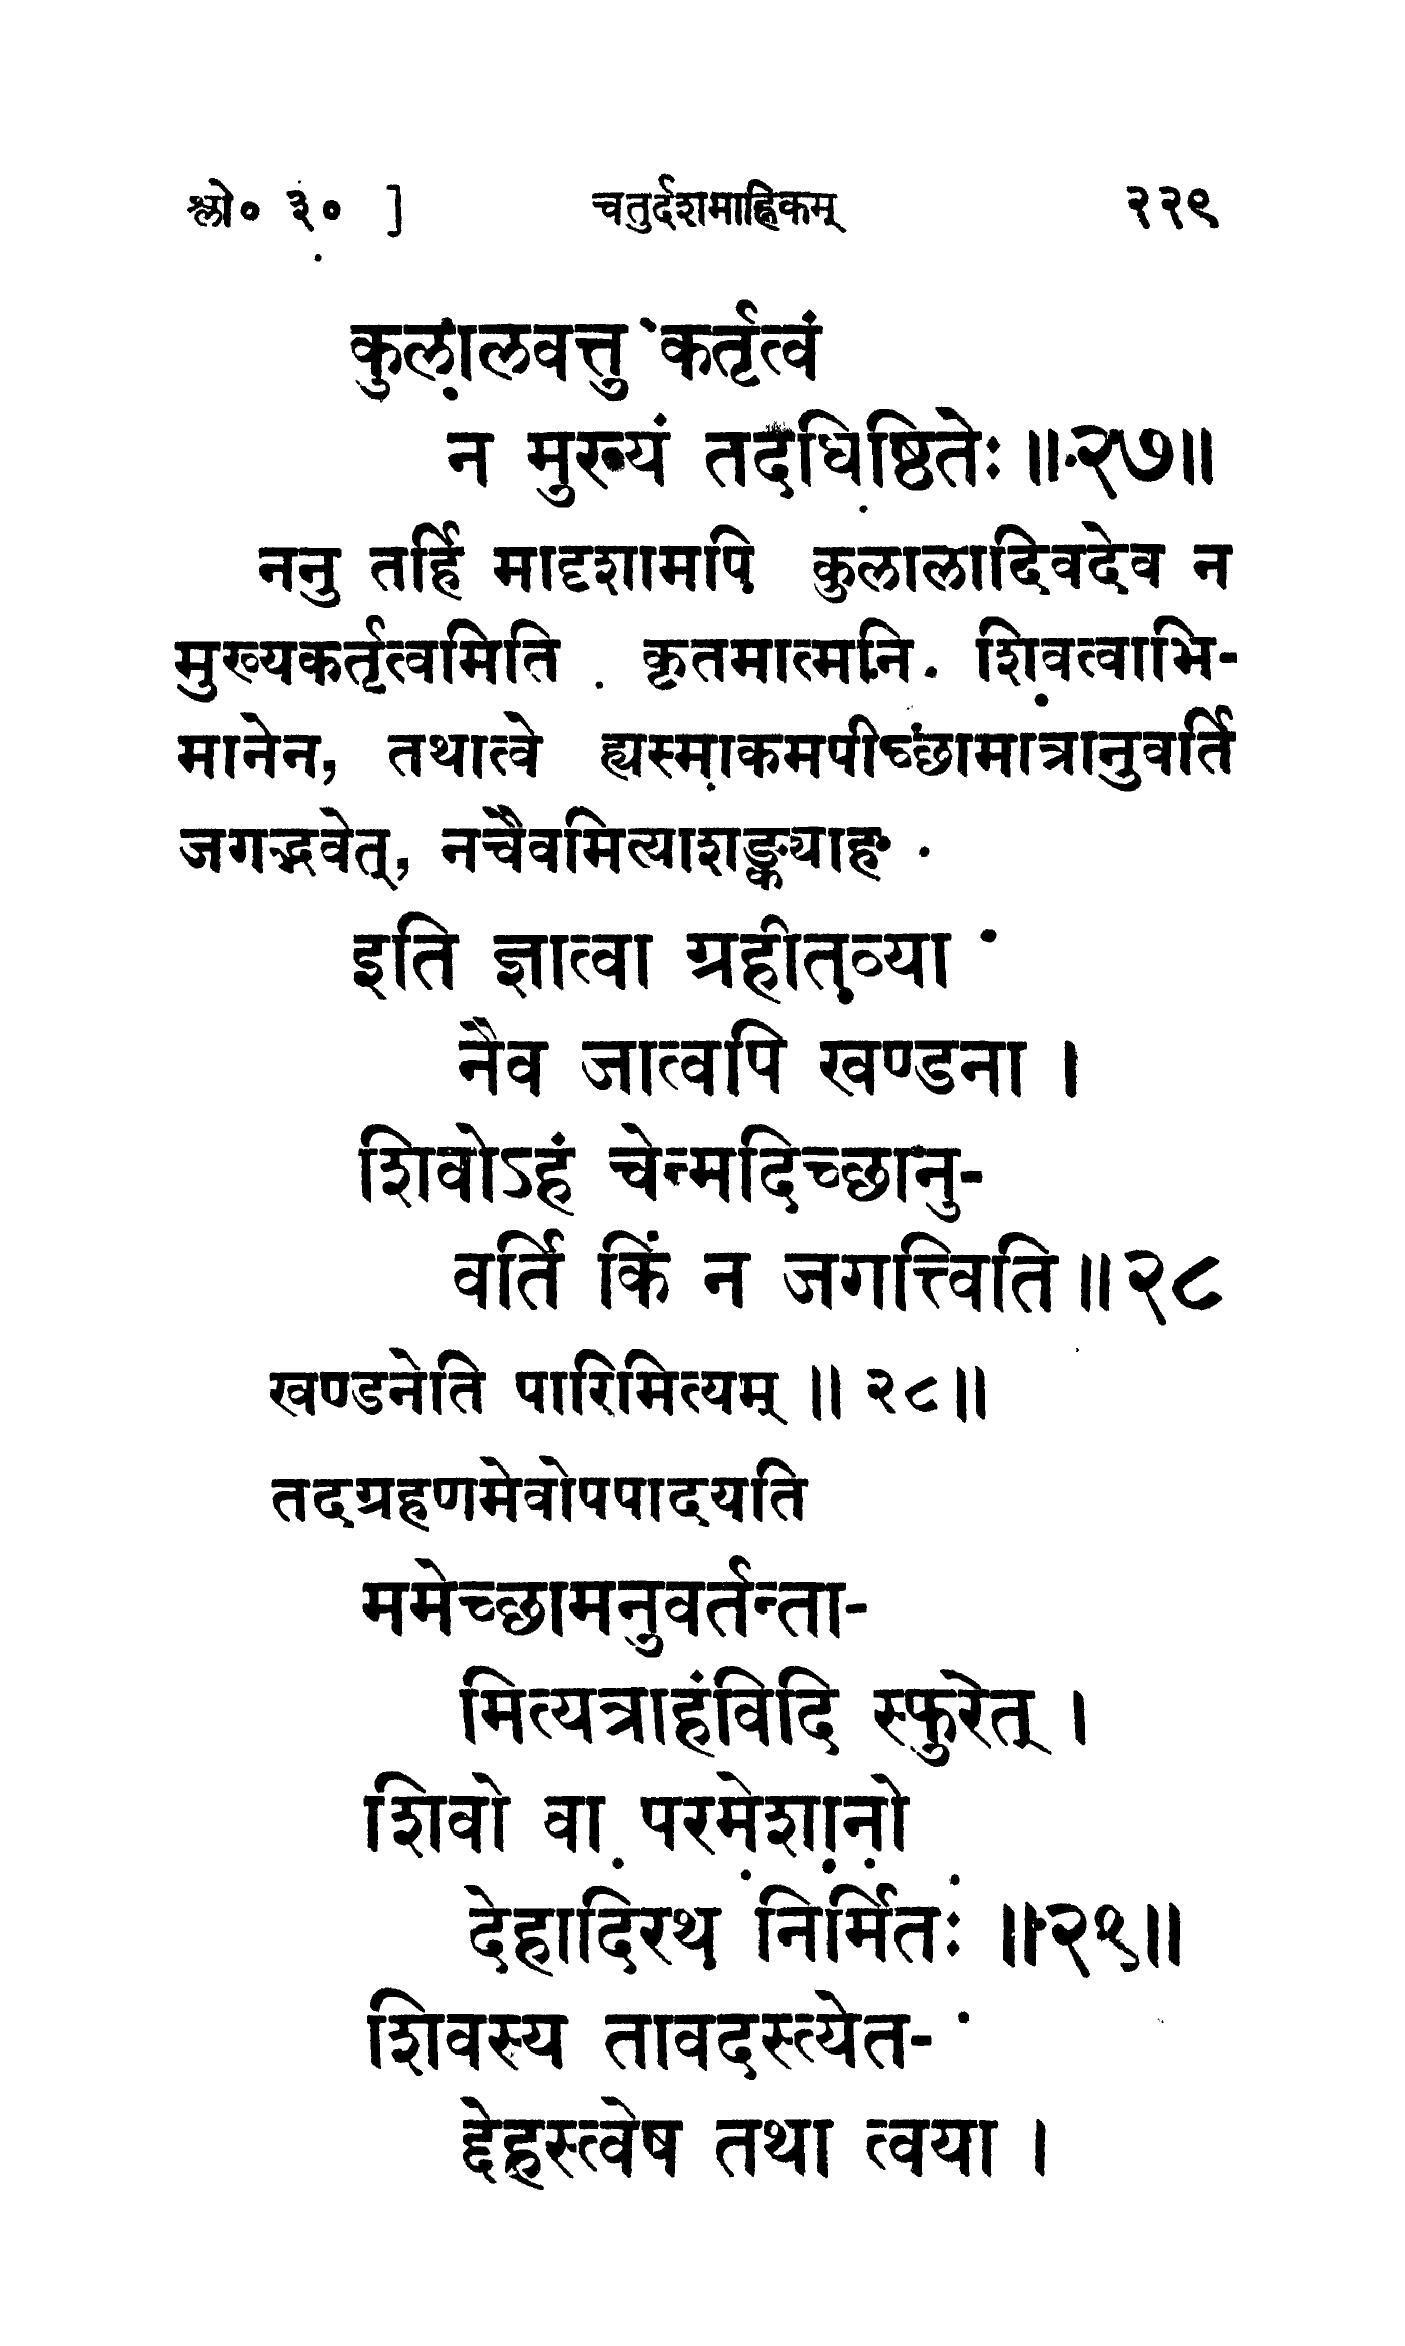 श्लो० ३० ] चतुर्दशमाह्निकम् २२९
कुलालवत्तु कर्तृत्वं
न मुख्यं तदधिष्ठितेः ॥२७॥
ननु तर्हि मादृशामपि कुलालादिवदेव न
मुख्यकर्तृत्वमिति कृतमात्मनि शिवत्वाभि-
मानेन, तथात्वे ह्यस्माकमपीच्छामात्रानुवर्ति
जगद्भवेत्, नचैवमित्याशङ्क्याह
इति ज्ञात्वा ग्रहीतव्या
नैव जात्वपि खण्डना ।
शिवोऽहं चेन्मदिच्छानु-
वर्ति किं न जगत्त्विति ॥ २८
खण्डनेति पारिमित्यम् ॥ २८ ॥
तदग्रहणमेवोपपादयति
ममेच्छामनुवर्तन्ता-
मित्यत्राहंविदि स्फुरेत् ।
शिवो वा परमेशानो
देहादिरथ निर्मितः ॥२९॥
शिवस्य तावदस्त्येत-
द्देहस्त्वेष तथा त्वया ।